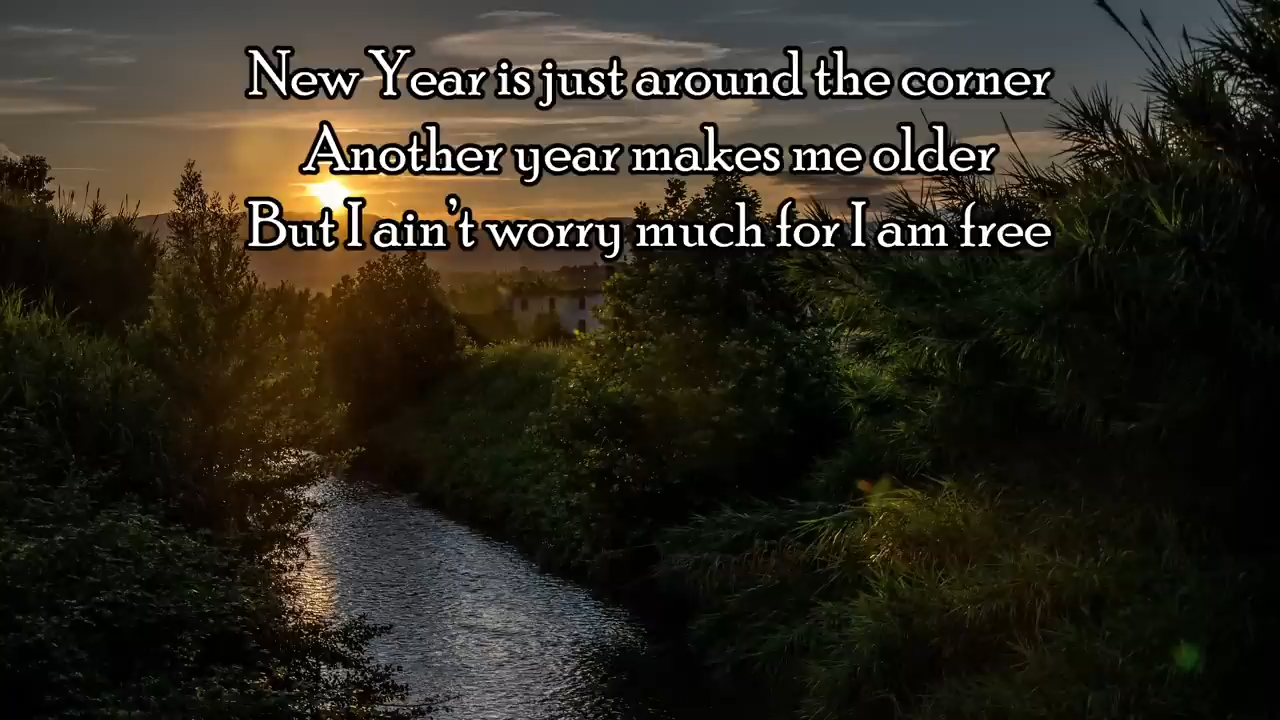 New Year is just around the corner
Another year makes me older
But I ain't worry much for I am free